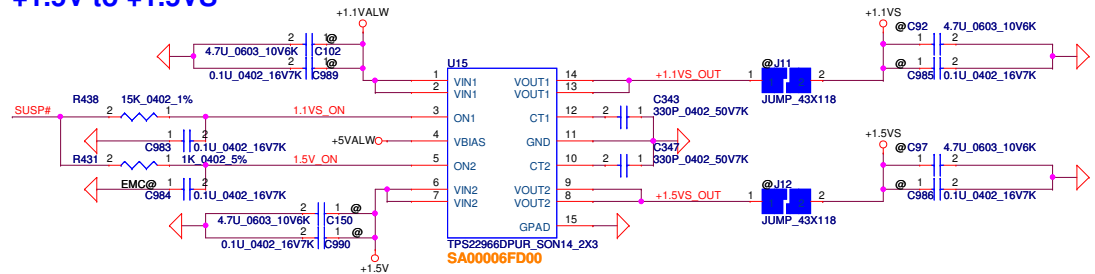 +1.5V to +1.5VS
+1.1VALW
2 1 @
4.7U_0603_10V6K C102
2 1 @
0.1U_0402_16V7K C989
+1.1VS
@C92 4.7U_0603_10V6K
1 2
1 2
C985 0.1U_0402_16V7K
U15
1 VIN1 VOUT1 14
2 VIN1 VOUT1 13
3 ON1 CT1 12
4 VBIAS GND 11
5 ON2 CT2 10
6 VIN2 VOUT2 9
7 VIN2 VOUT2 8
GPAD 15
TPS22966DPUR_SON14_2X3
SA00006FD00
+1.1VS_OUT
@J11
1 2
JUMP_43X118
SUSP#
R438 15K_0402_1%
2 1
1.1VS_ON
1 2
C983 0.1U_0402_16V7K
+5VALW
R431 1K_0402_5%
2 1
1.5V_ON
EMC@ 1 2
C984 0.1U_0402_16V7K
C343
2 1 330P_0402_50V7K
C347
2 1 330P_0402_50V7K
+1.5VS_OUT
@J12
1 2
JUMP_43X118
+1.5VS
@C97 4.7U_0603_10V6K
1 2
1 2
C986 0.1U_0402_16V7K
2 1 @
4.7U_0603_10V6K C150
2 1 @
0.1U_0402_16V7K C990
+1.5V